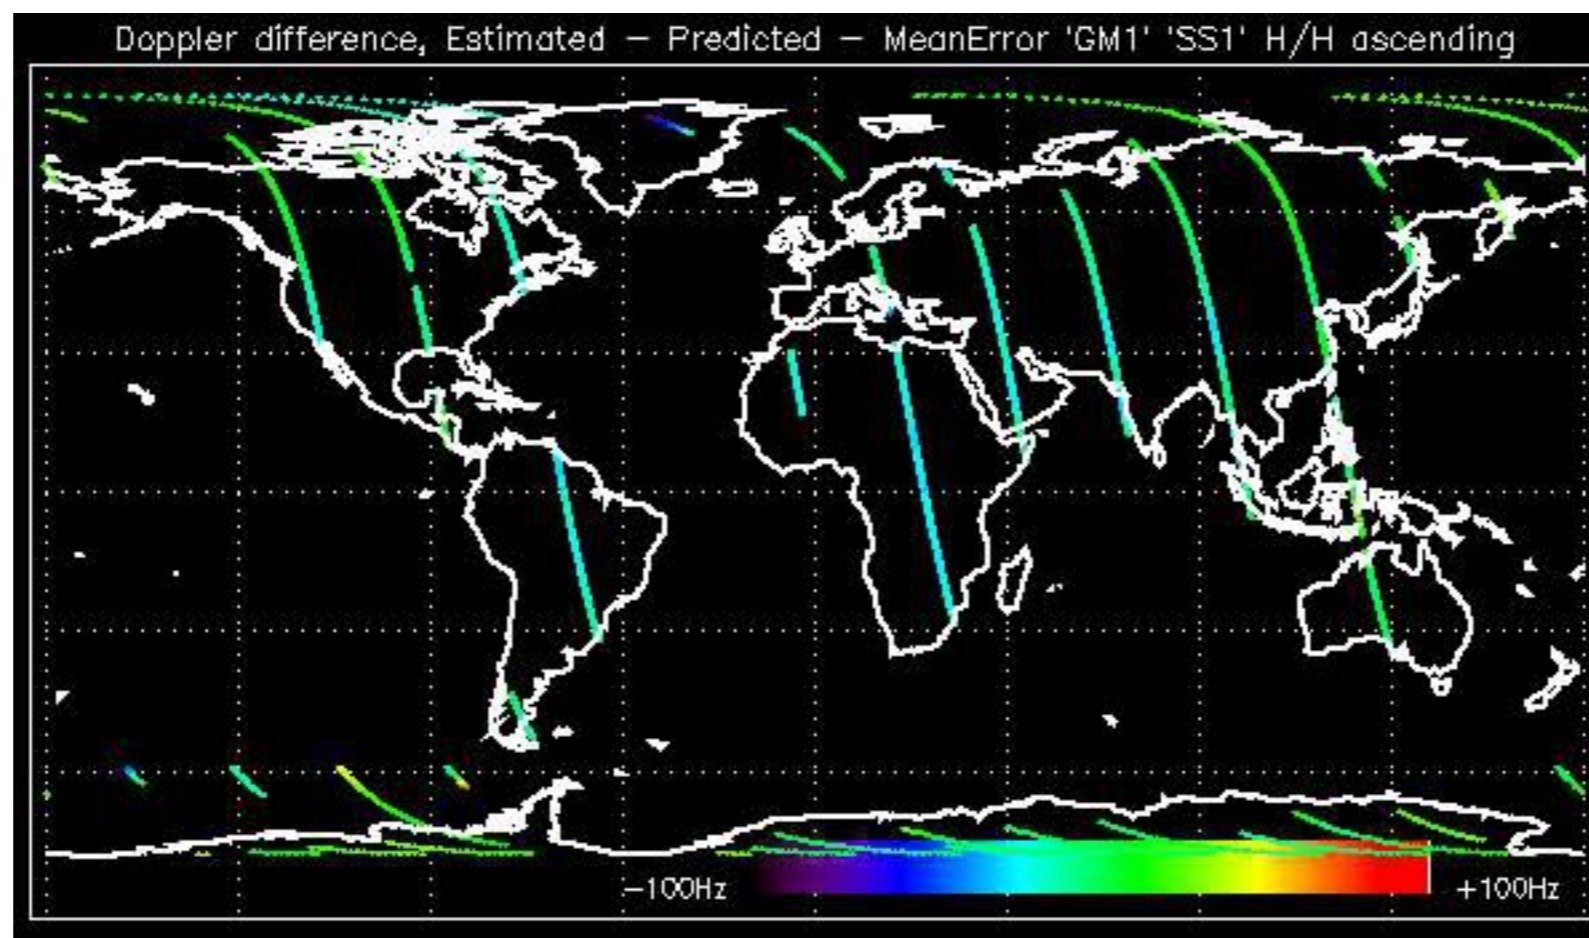 Doppler difference, Estimated – Predicted – MeanError 'GM1' 'SS1' H/H ascending
–100Hz +100Hz